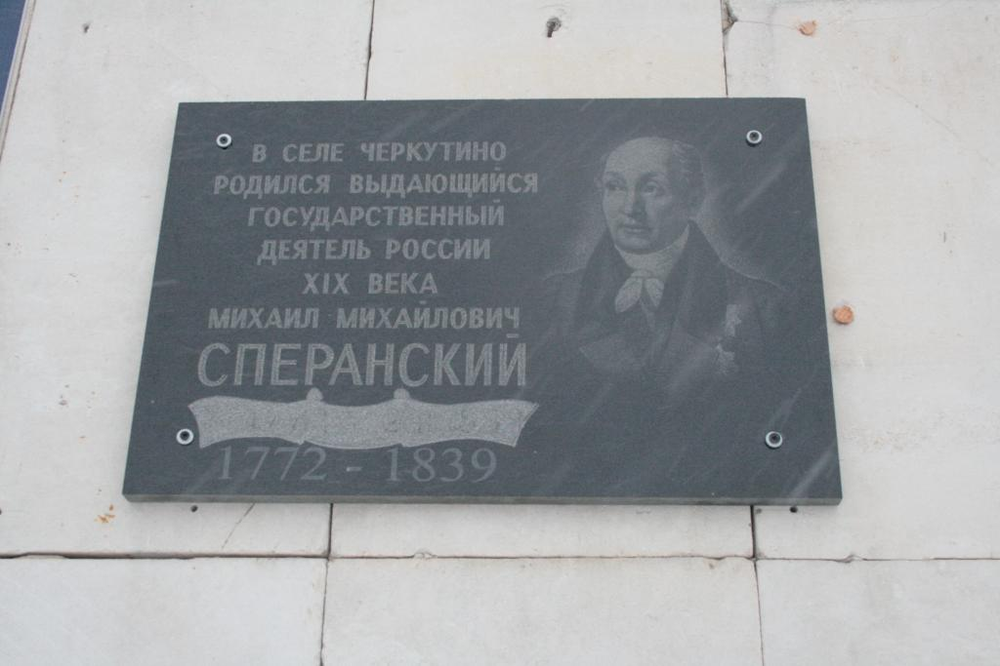 В СЕЛЕ ЧЕРКУТИНО
РОДИЛСЯ ВЫДАЮЩИЙСЯ
ГОСУДАРСТВЕННЫЙ
ДЕЯТЕЛЬ РОССИИ
XIX ВЕКА
МИХАИЛ МИХАЙЛОВИЧ
СПЕРАНСКИЙ
1772 - 1839